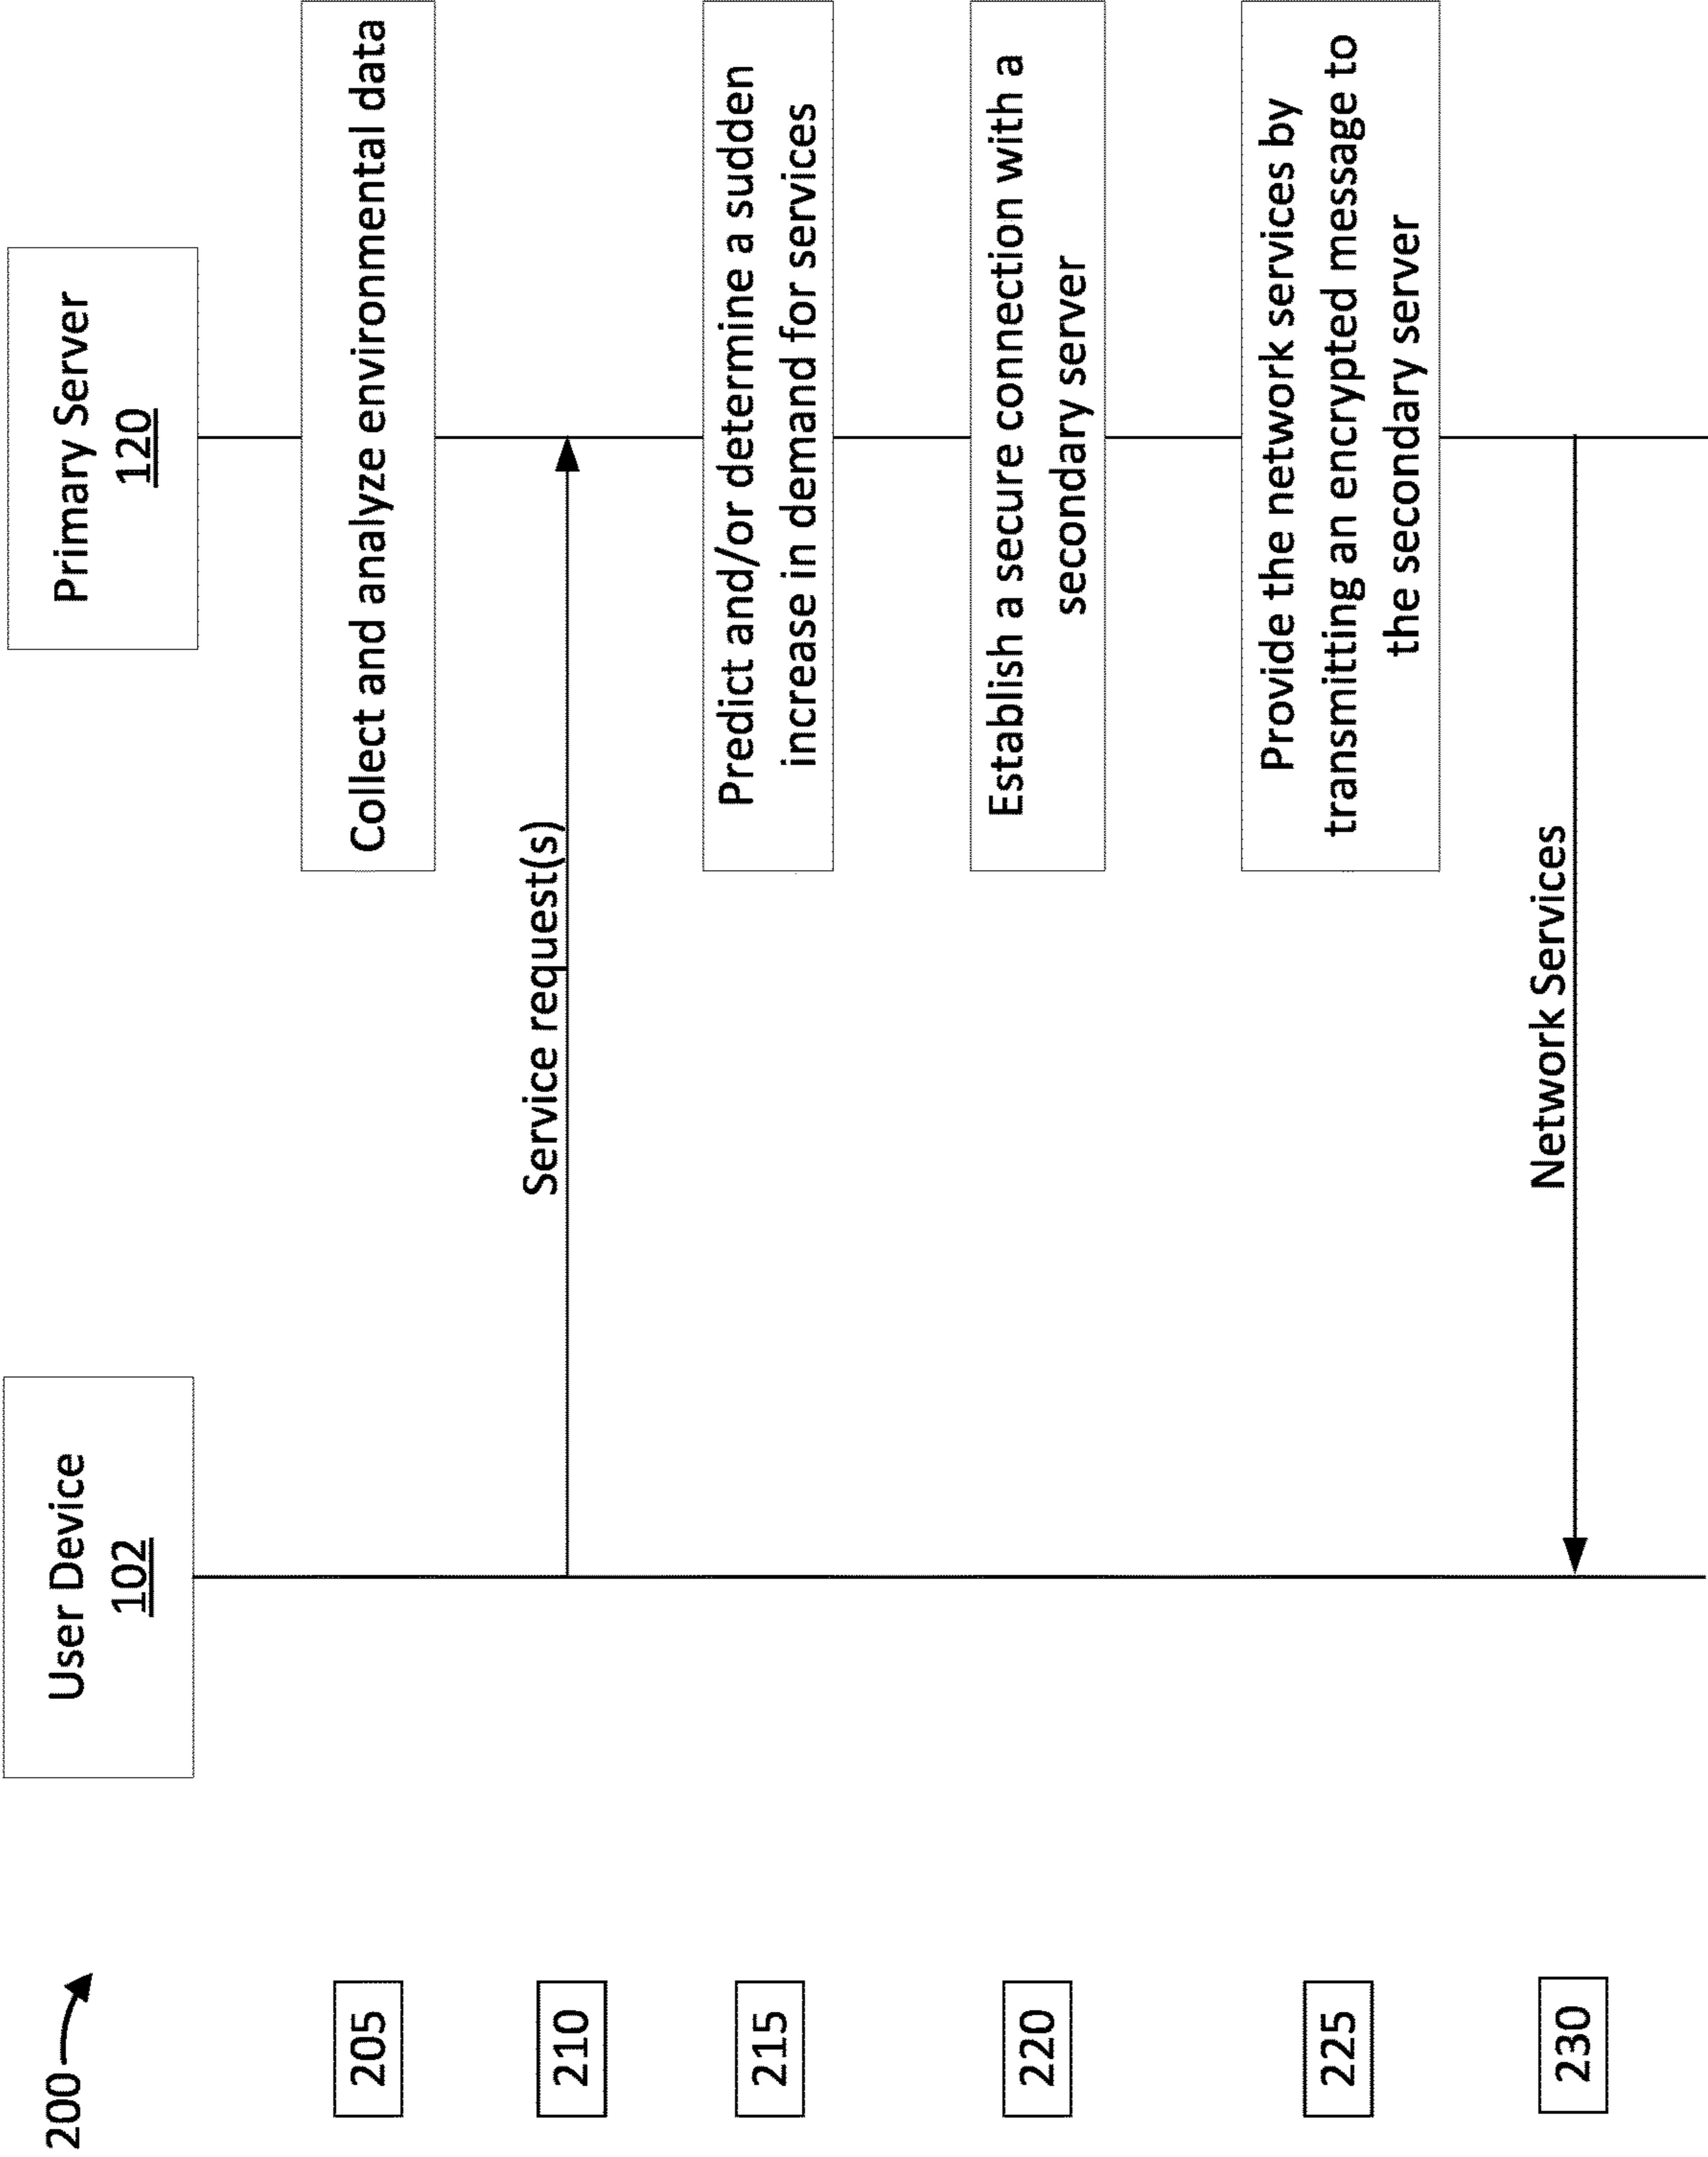 200
User Device
102
Primary Server
120
205
Collect and analyze environmental data
210
Service request(s)
215
Predict and/or determine a sudden
increase in demand for services
220
Establish a secure connection with a
secondary server
225
Provide the network services by
transmitting an encrypted message to
the secondary server
230
Network Services